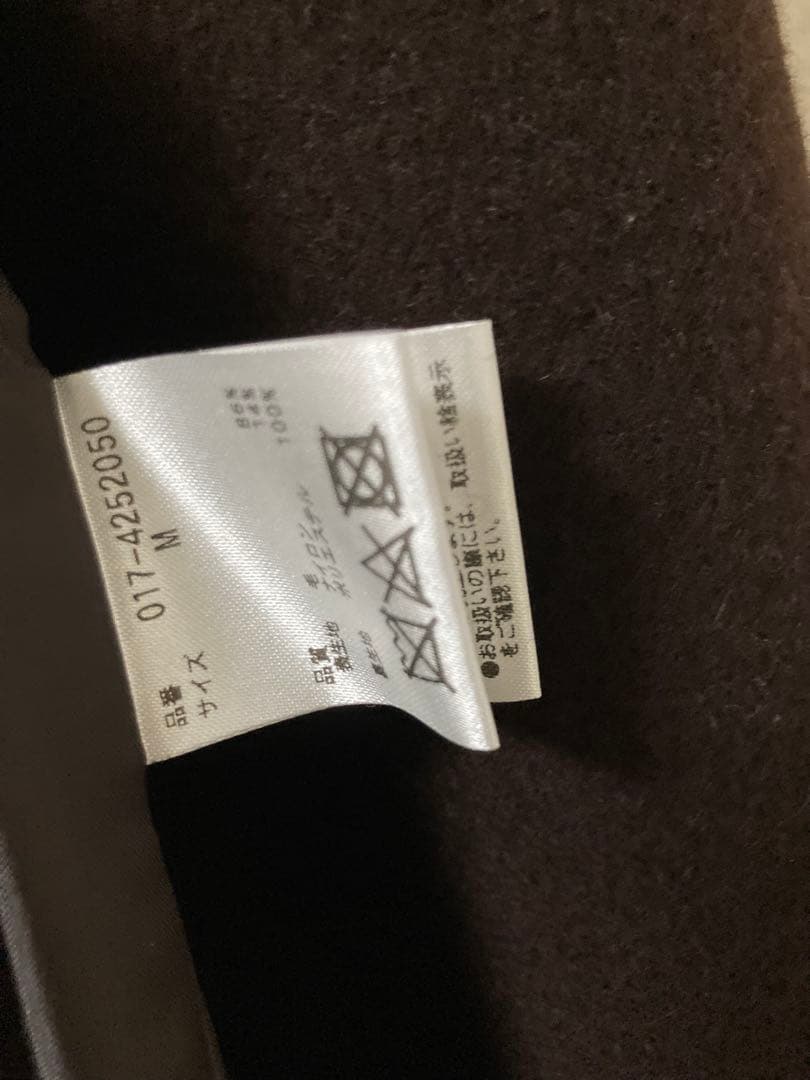 品番 017-4252050
サイズ M
品質
表生地 毛 86%
ナイロン 14%
裏生地 ポリエステル 100%
●お取扱いの際には、取扱い絵表示
をご確認下さい。